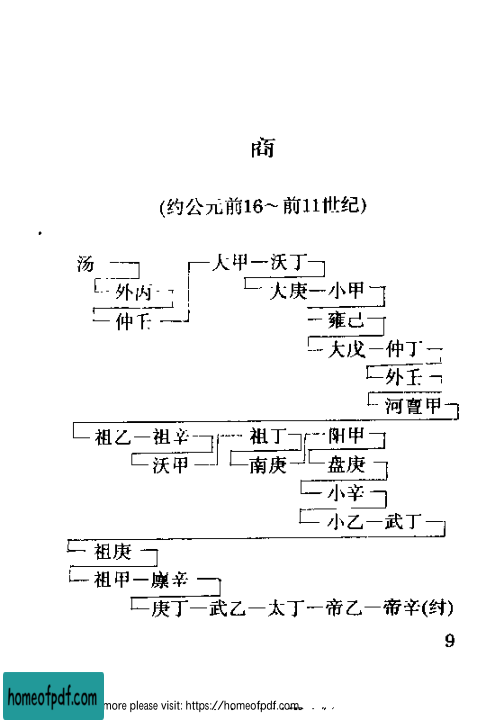 商
(约公元前16～前11世纪)
汤 大甲—沃丁
外丙 大庚—小甲
仲壬 雍己
大戊—仲丁
外壬
河亶甲
祖乙—祖辛 祖丁 阳甲
沃甲 南庚 盘庚
小辛
小乙—武丁
祖庚
祖甲—廪辛
庚丁—武乙—太丁—帝乙—帝辛(纣)
9
homeofpdf.com
more please visit: https://homeofpdf.com